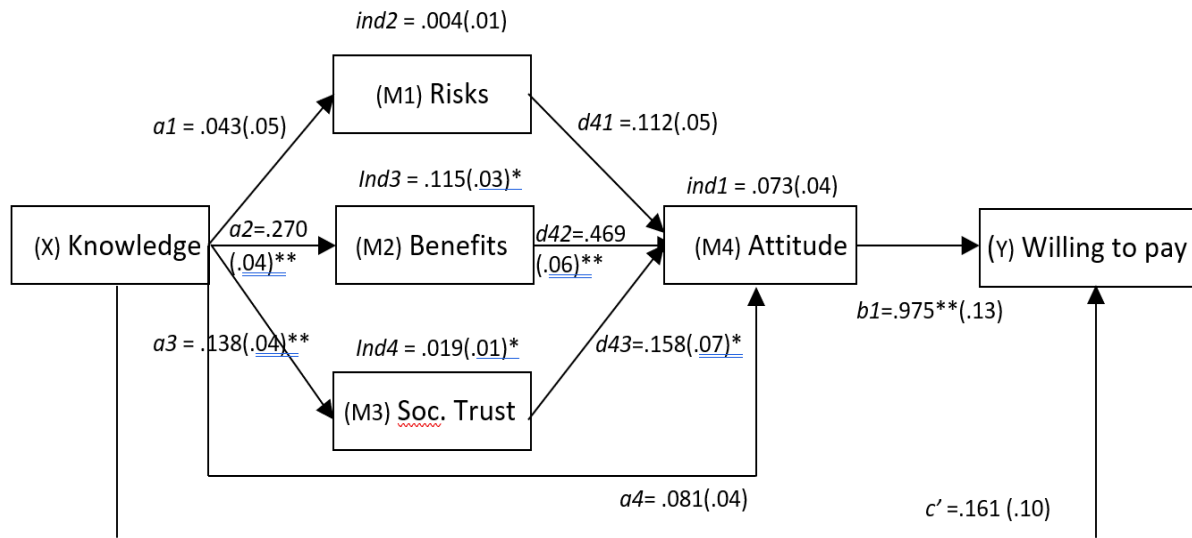 ind2 = .004(.01)
(M1) Risks
a1 = .043(.05)
d41 =.112(.05)
Ind3 = .115(.03)*
ind1 = .073(.04)
(X) Knowledge
a2=.270
(.04)**
(M2) Benefits
d42=.469
(.06)**
(M4) Attitude
(Y) Willing to pay
b1=.975**(.13)
a3 = .138(.04)**
Ind4 = .019(.01)*
d43=.158(.07)*
(M3) Soc. Trust
a4= .081(.04)
c’ =.161 (.10)